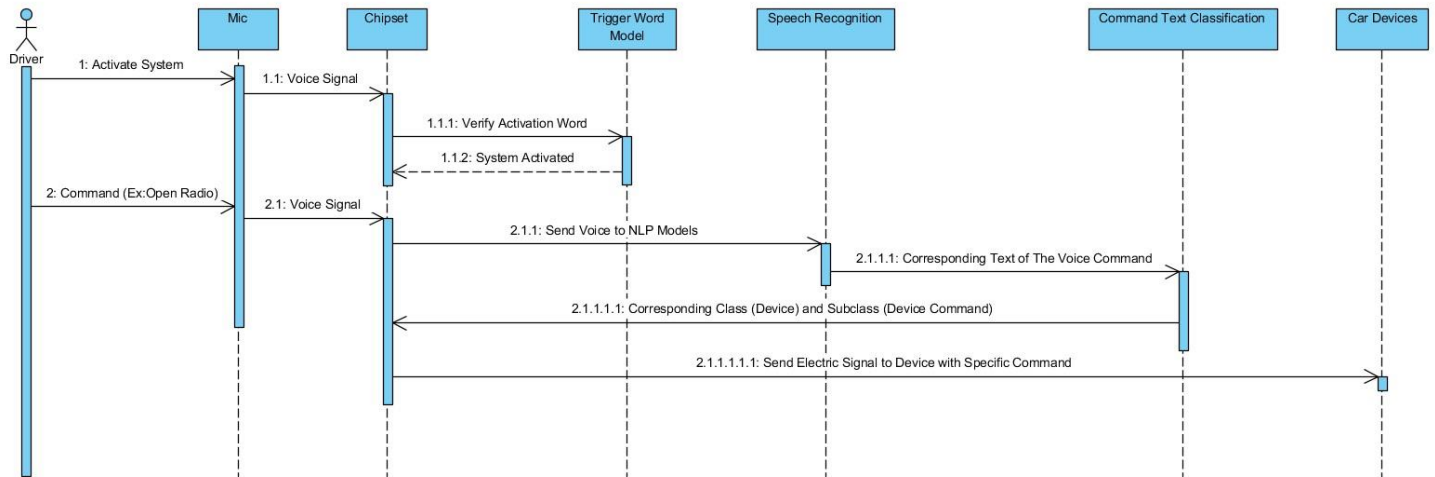 Mic
Chipset
Trigger Word
Model
Speech Recognition
Command Text Classification
Car Devices
Driver
1: Activate System
1.1: Voice Signal
1.1.1: Verify Activation Word
1.1.2: System Activated
2: Command (Ex:Open Radio)
2.1: Voice Signal
2.1.1: Send Voice to NLP Models
2.1.1.1: Corresponding Text of The Voice Command
2.1.1.1.1: Corresponding Class (Device) and Subclass (Device Command)
2.1.1.1.1.1: Send Electric Signal to Device with Specific Command